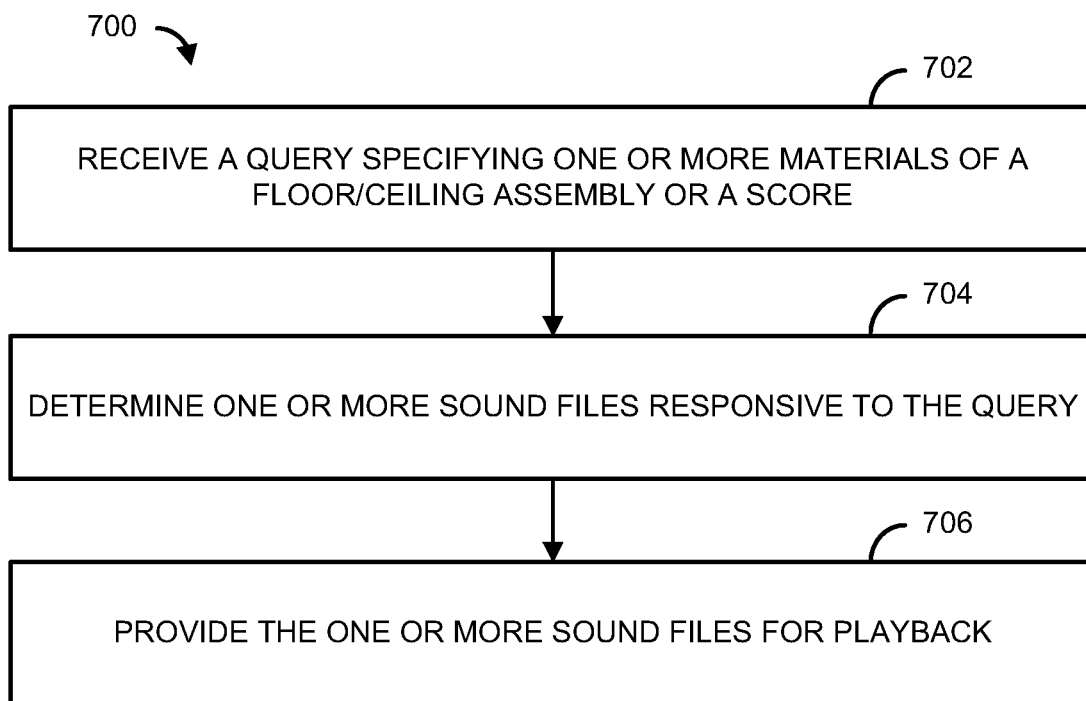 700
702
RECEIVE A QUERY SPECIFYING ONE OR MORE MATERIALS OF A
FLOOR/CEILING ASSEMBLY OR A SCORE
704
DETERMINE ONE OR MORE SOUND FILES RESPONSIVE TO THE QUERY
706
PROVIDE THE ONE OR MORE SOUND FILES FOR PLAYBACK